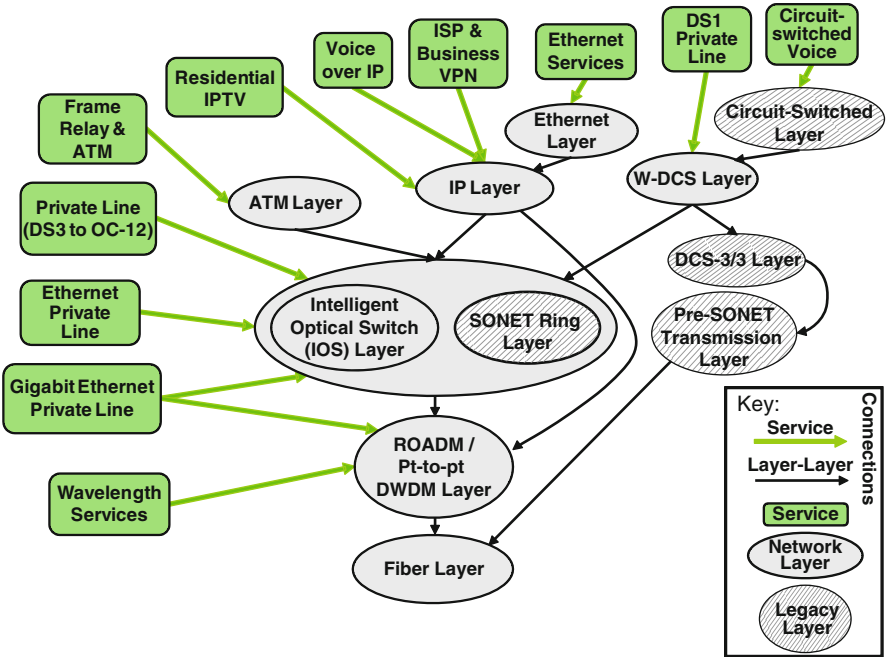 Circuit-
switched
Voice
DS1
Private
Line
ISP &
Business
VPN
Ethernet
Services
Voice
over IP
Residential
IPTV
Frame
Relay &
ATM
Ethernet
Layer
Circuit-Switched
Layer
IP Layer
W-DCS Layer
ATM Layer
Private Line
(DS3 to OC-12)
DCS-3/3 Layer
Ethernet
Private
Line
Intelligent
Optical Switch
(IOS) Layer
SONET Ring
Layer
Pre-SONET
Transmission
Layer
Gigabit Ethernet
Private Line
ROADM /
Pt-to-pt
DWDM Layer
Wavelength
Services
Fiber Layer
Key:
Service
Layer-Layer
Connections
Service
Network
Layer
Legacy
Layer